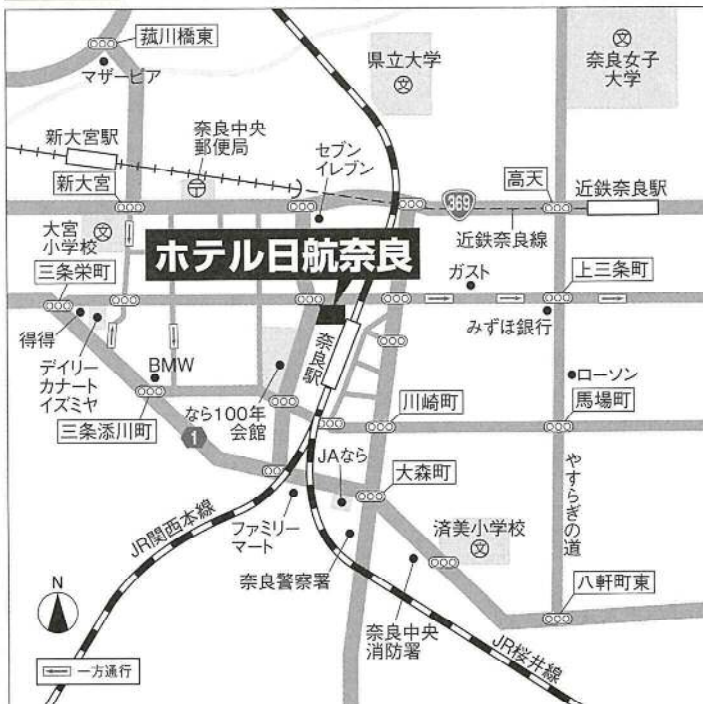 菰川橋東
マザーピア
県立大学
奈良女子
大学
新大宮駅
奈良中央
郵便局
セブン
イレブン
新大宮
高天
369
近鉄奈良駅
近鉄奈良線
大宮
小学校
ホテル日航奈良
三条栄町
ガスト
上三条町
得得
奈良駅
みずほ銀行
デイリー
カナート
イズミヤ
BMW
ローソン
なら100年
会館
川崎町
馬場町
三条添川町
1
JAなら
大森町
やすらぎの道
JR関西本線
ファミリー
マート
済美小学校
奈良警察署
八軒町東
N
奈良中央
消防署
JR桜井線
一方通行